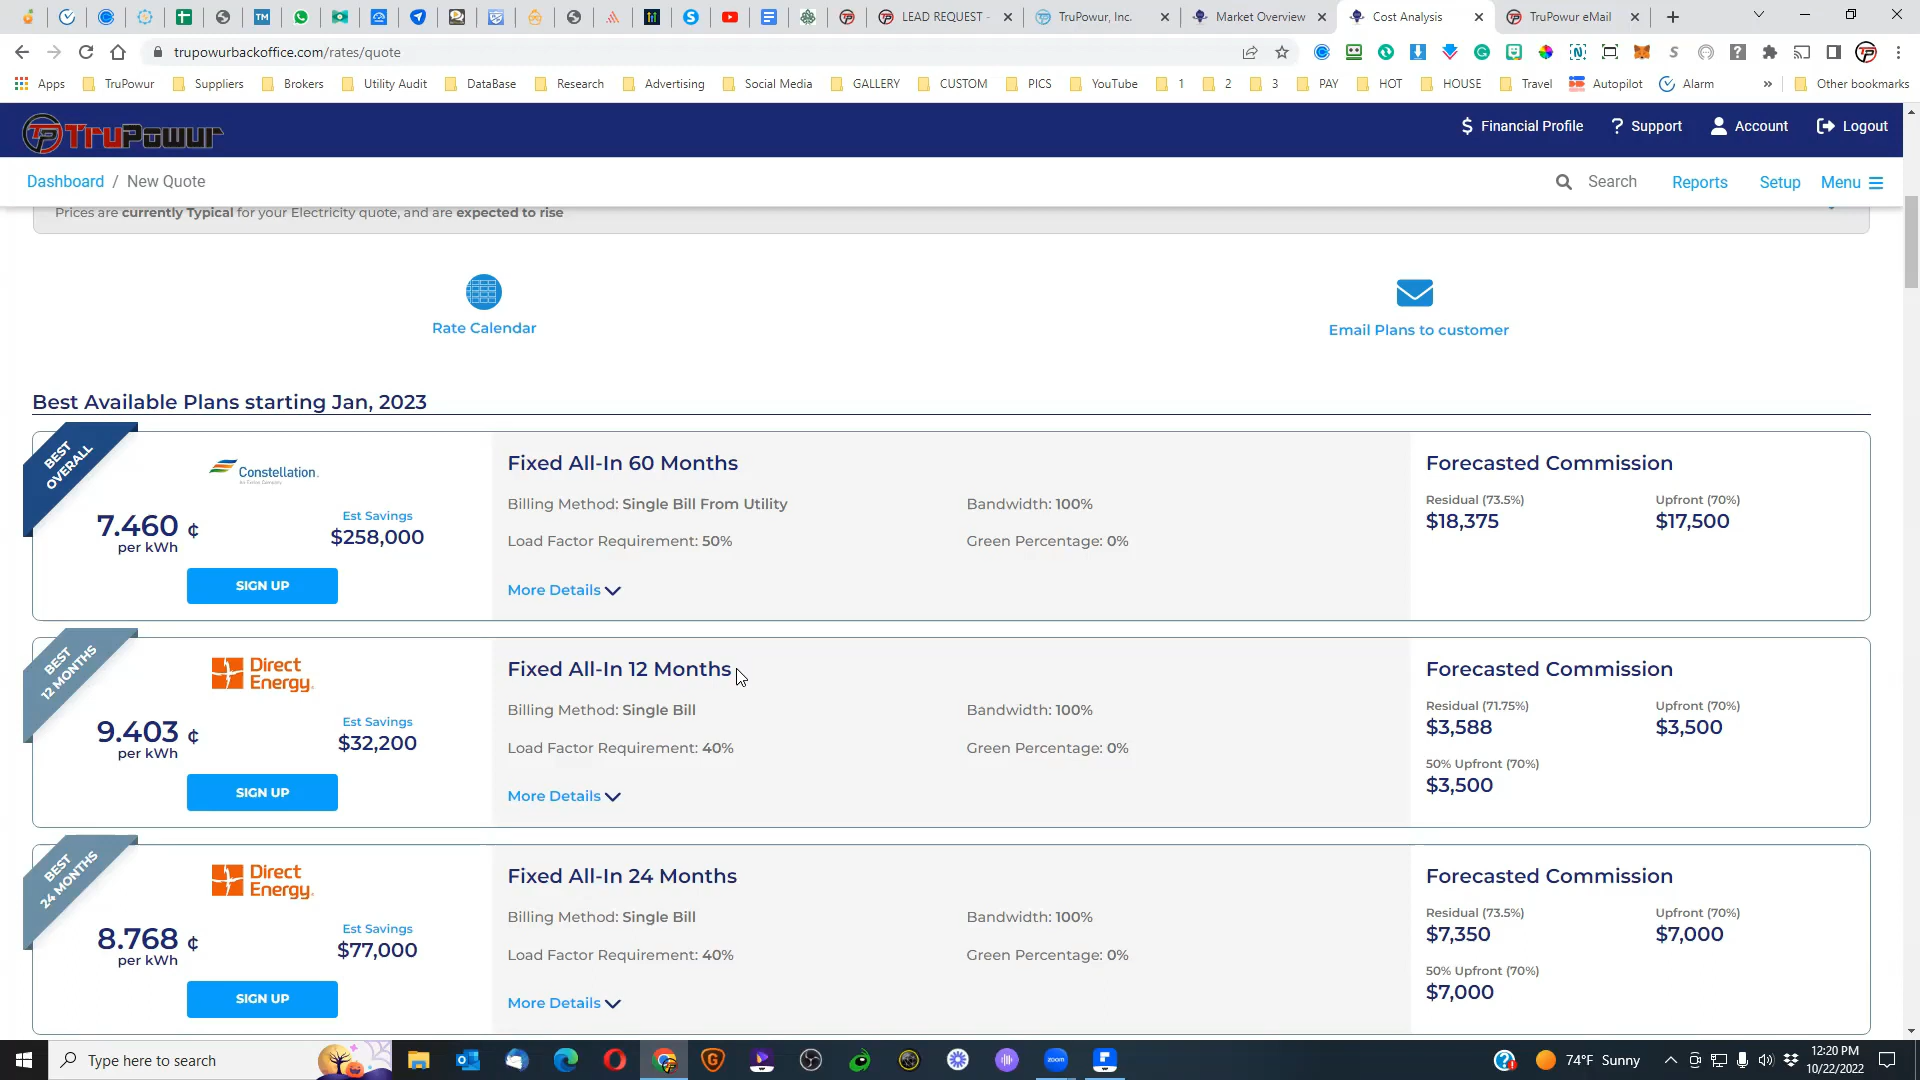 LEAD REQUEST -
TruPowur, Inc.
Market Overview
Cost Analysis
TruPowur eMail
trupowurbackoffice.com/rates/quote
Apps
TruPowur
Suppliers
Brokers
Utility Audit
DataBase
Research
Advertising
Social Media
GALLERY
CUSTOM
PICS
YouTube
1
2
3
PAY
HOT
HOUSE
Travel
Autopilot
Alarm
»
Other bookmarks
TruPowur
$ Financial Profile
? Support
Account
Logout
Dashboard / New Quote
Search
Reports
Setup
Menu
Prices are currently Typical for your Electricity quote, and are expected to rise
Rate Calendar
Email Plans to customer
Best Available Plans starting Jan, 2023
BEST
OVERALL
Constellation.
7.460 ¢
per kWh
Est Savings
$258,000
SIGN UP
Fixed All-In 60 Months
Billing Method: Single Bill From Utility
Bandwidth: 100%
Load Factor Requirement: 50%
Green Percentage: 0%
More Details
Forecasted Commission
Residual (73.5%)
$18,375
Upfront (70%)
$17,500
BEST
12 MONTHS
Direct
Energy.
9.403 ¢
per kWh
Est Savings
$32,200
SIGN UP
Fixed All-In 12 Months
Billing Method: Single Bill
Bandwidth: 100%
Load Factor Requirement: 40%
Green Percentage: 0%
More Details
Forecasted Commission
Residual (71.75%)
$3,588
Upfront (70%)
$3,500
50% Upfront (70%)
$3,500
BEST
24 MONTHS
Direct
Energy.
8.768 ¢
per kWh
Est Savings
$77,000
SIGN UP
Fixed All-In 24 Months
Billing Method: Single Bill
Bandwidth: 100%
Load Factor Requirement: 40%
Green Percentage: 0%
More Details
Forecasted Commission
Residual (73.5%)
$7,350
Upfront (70%)
$7,000
50% Upfront (70%)
$7,000
Type here to search
zoom
74°F Sunny
12:20 PM
10/22/2022